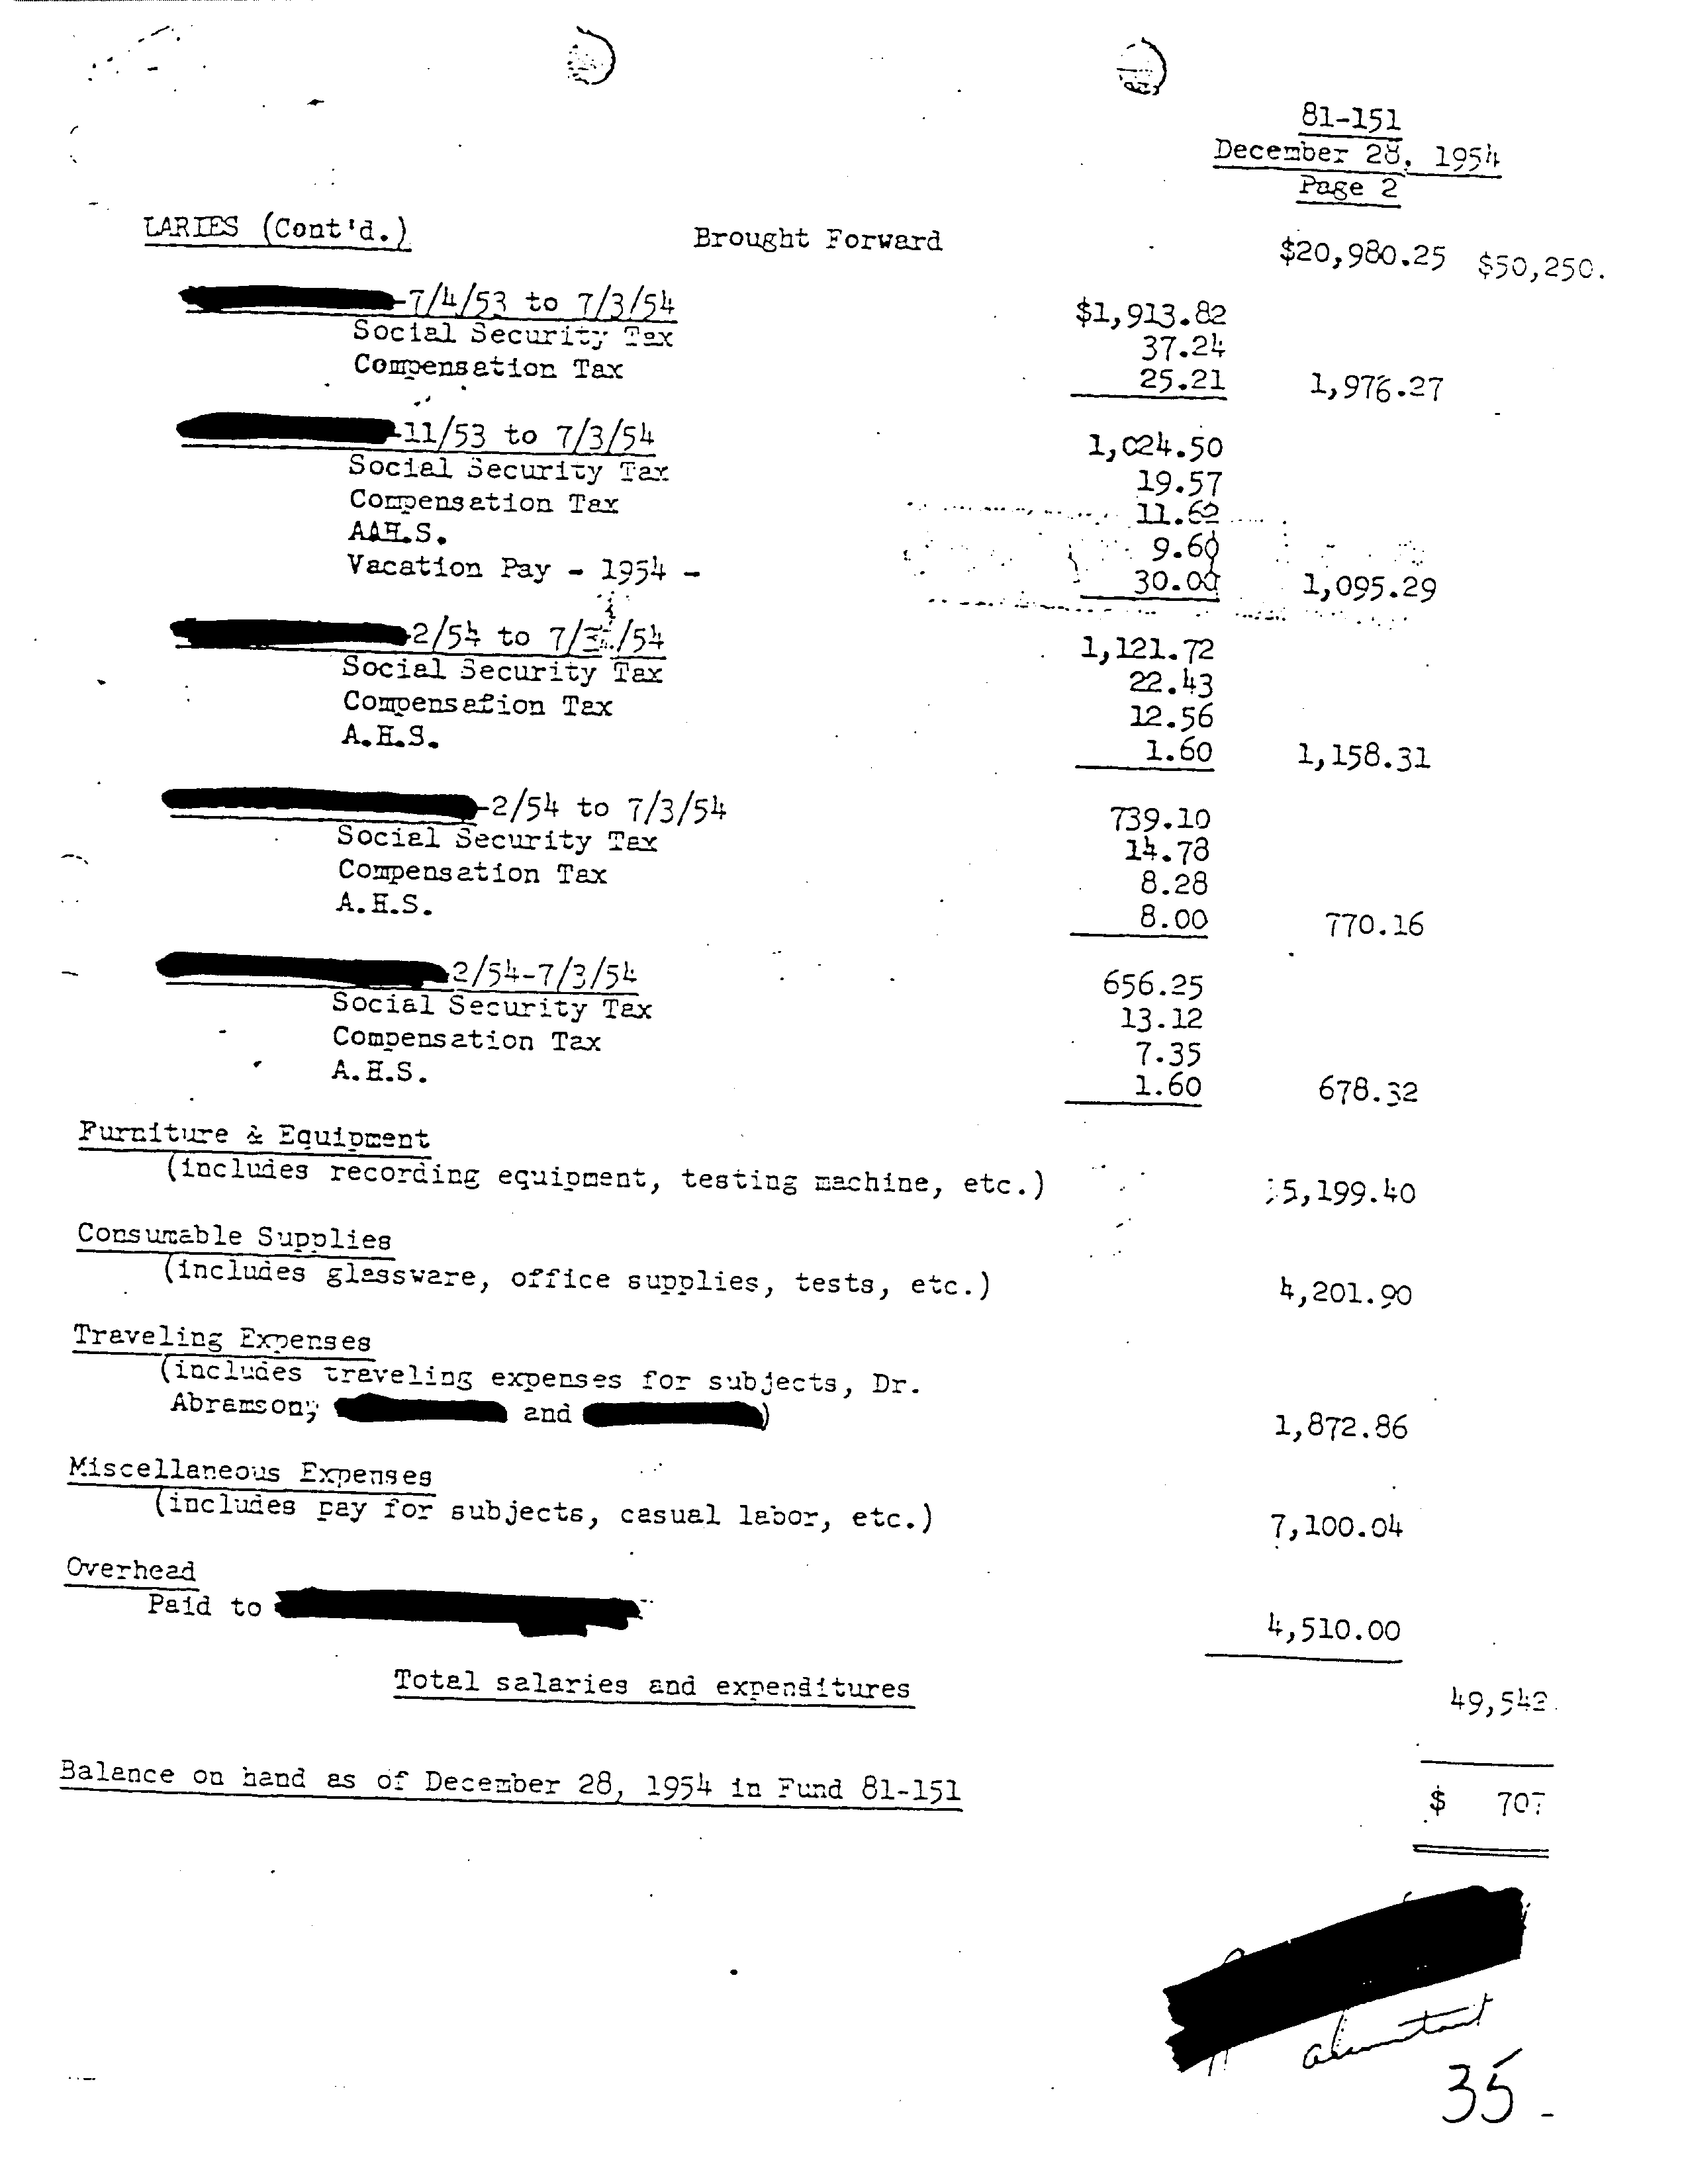 81-151
December 28, 1954
Page 2
LARIES (Cont'd.) Brought Forward $20,980.25 $50,250.
-7/4/53 to 7/3/54 $1,913.82
Social Security Tax 37.24
Compensation Tax 25.21 1,976.27
-11/53 to 7/3/54 1,024.50
Social Security Tax 19.57
Compensation Tax 11.62
AAH.S. 9.60
Vacation Pay - 1954 - 30.00 1,095.29
2/54 to /54 1,121.72
Social Security Tax 22.43
Compensation Tax 12.56
A.H.S. 1.60 1,158.31
-2/54 to 7/3/54 739.10
Social Security Tax 14.78
Compensation Tax 8.28
A.H.S. 8.00 770.16
2/54-7/3/54 656.25
Social Security Tax 13.12
Compensation Tax 7.35
A.H.S. 1.60 678.32
Furniture & Equipment
(includes recording equipment, testing machine, etc.) 5,199.40
Consumable Supplies
(includes glassware, office supplies, tests, etc.) 4,201.90
Traveling Expenses
(includes traveling expenses for subjects, Dr.
Abramson, and ) 1,872.86
Miscellaneous Expenses
(includes pay for subjects, casual labor, etc.) 7,100.04
Overhead
Paid to 4,510.00
Total salaries and expenditures 49,542.
Balance on hand as of December 28, 1954 in Fund 81-151 $ 707
35